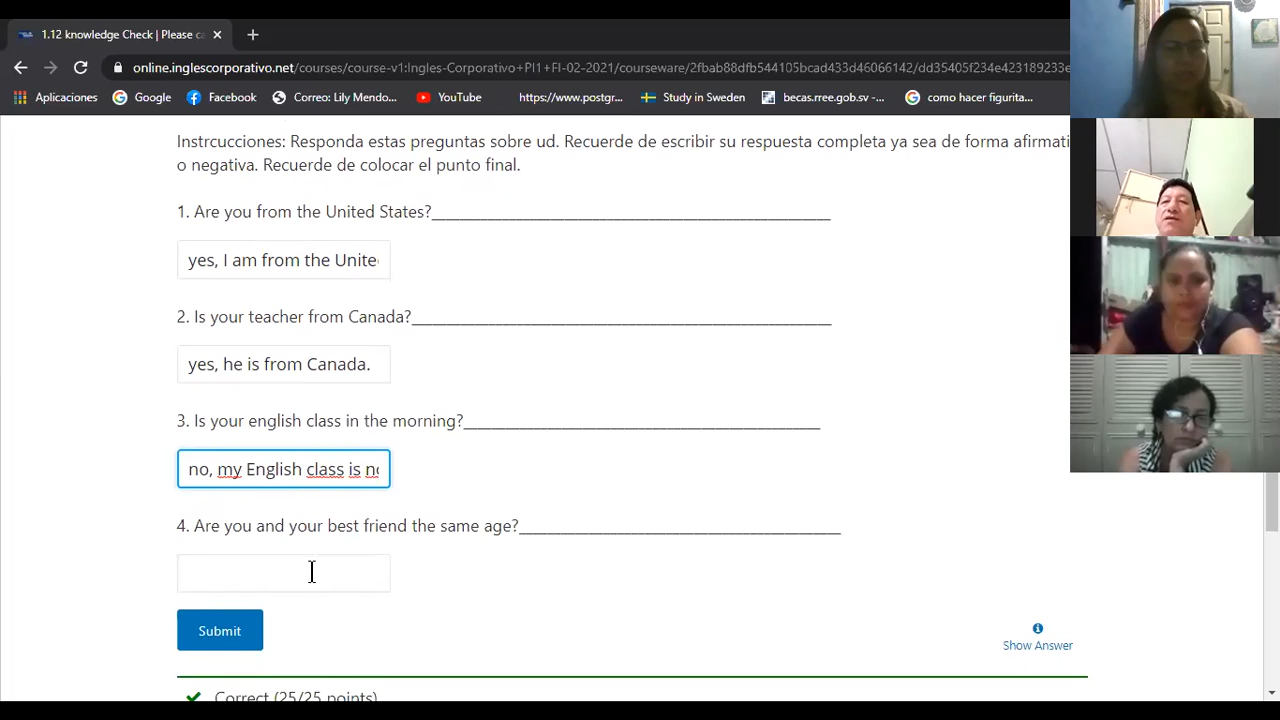 1.12 knowledge Check | Please ca
online.inglescorporativo.net/courses/course-v1:Ingles-Corporativo+PI1+FI-02-2021/courseware/2fbab88dfb544105bcad433d46066142/dd35405f234e423189233e
Aplicaciones Google Facebook Correo: Lily Mendo... YouTube https://www.postgr... Study in Sweden becas.rree.gob.sv -... como hacer figurita...
Instrcucciones: Responda estas preguntas sobre ud. Recuerde de escribir su respuesta completa ya sea de forma afirmati
o negativa. Recuerde de colocar el punto final.
1. Are you from the United States?
yes, I am from the Unite
2. Is your teacher from Canada?
yes, he is from Canada.
3. Is your english class in the morning?
no, my English class is no
4. Are you and your best friend the same age?
Submit
Show Answer
Correct (25/25 points)